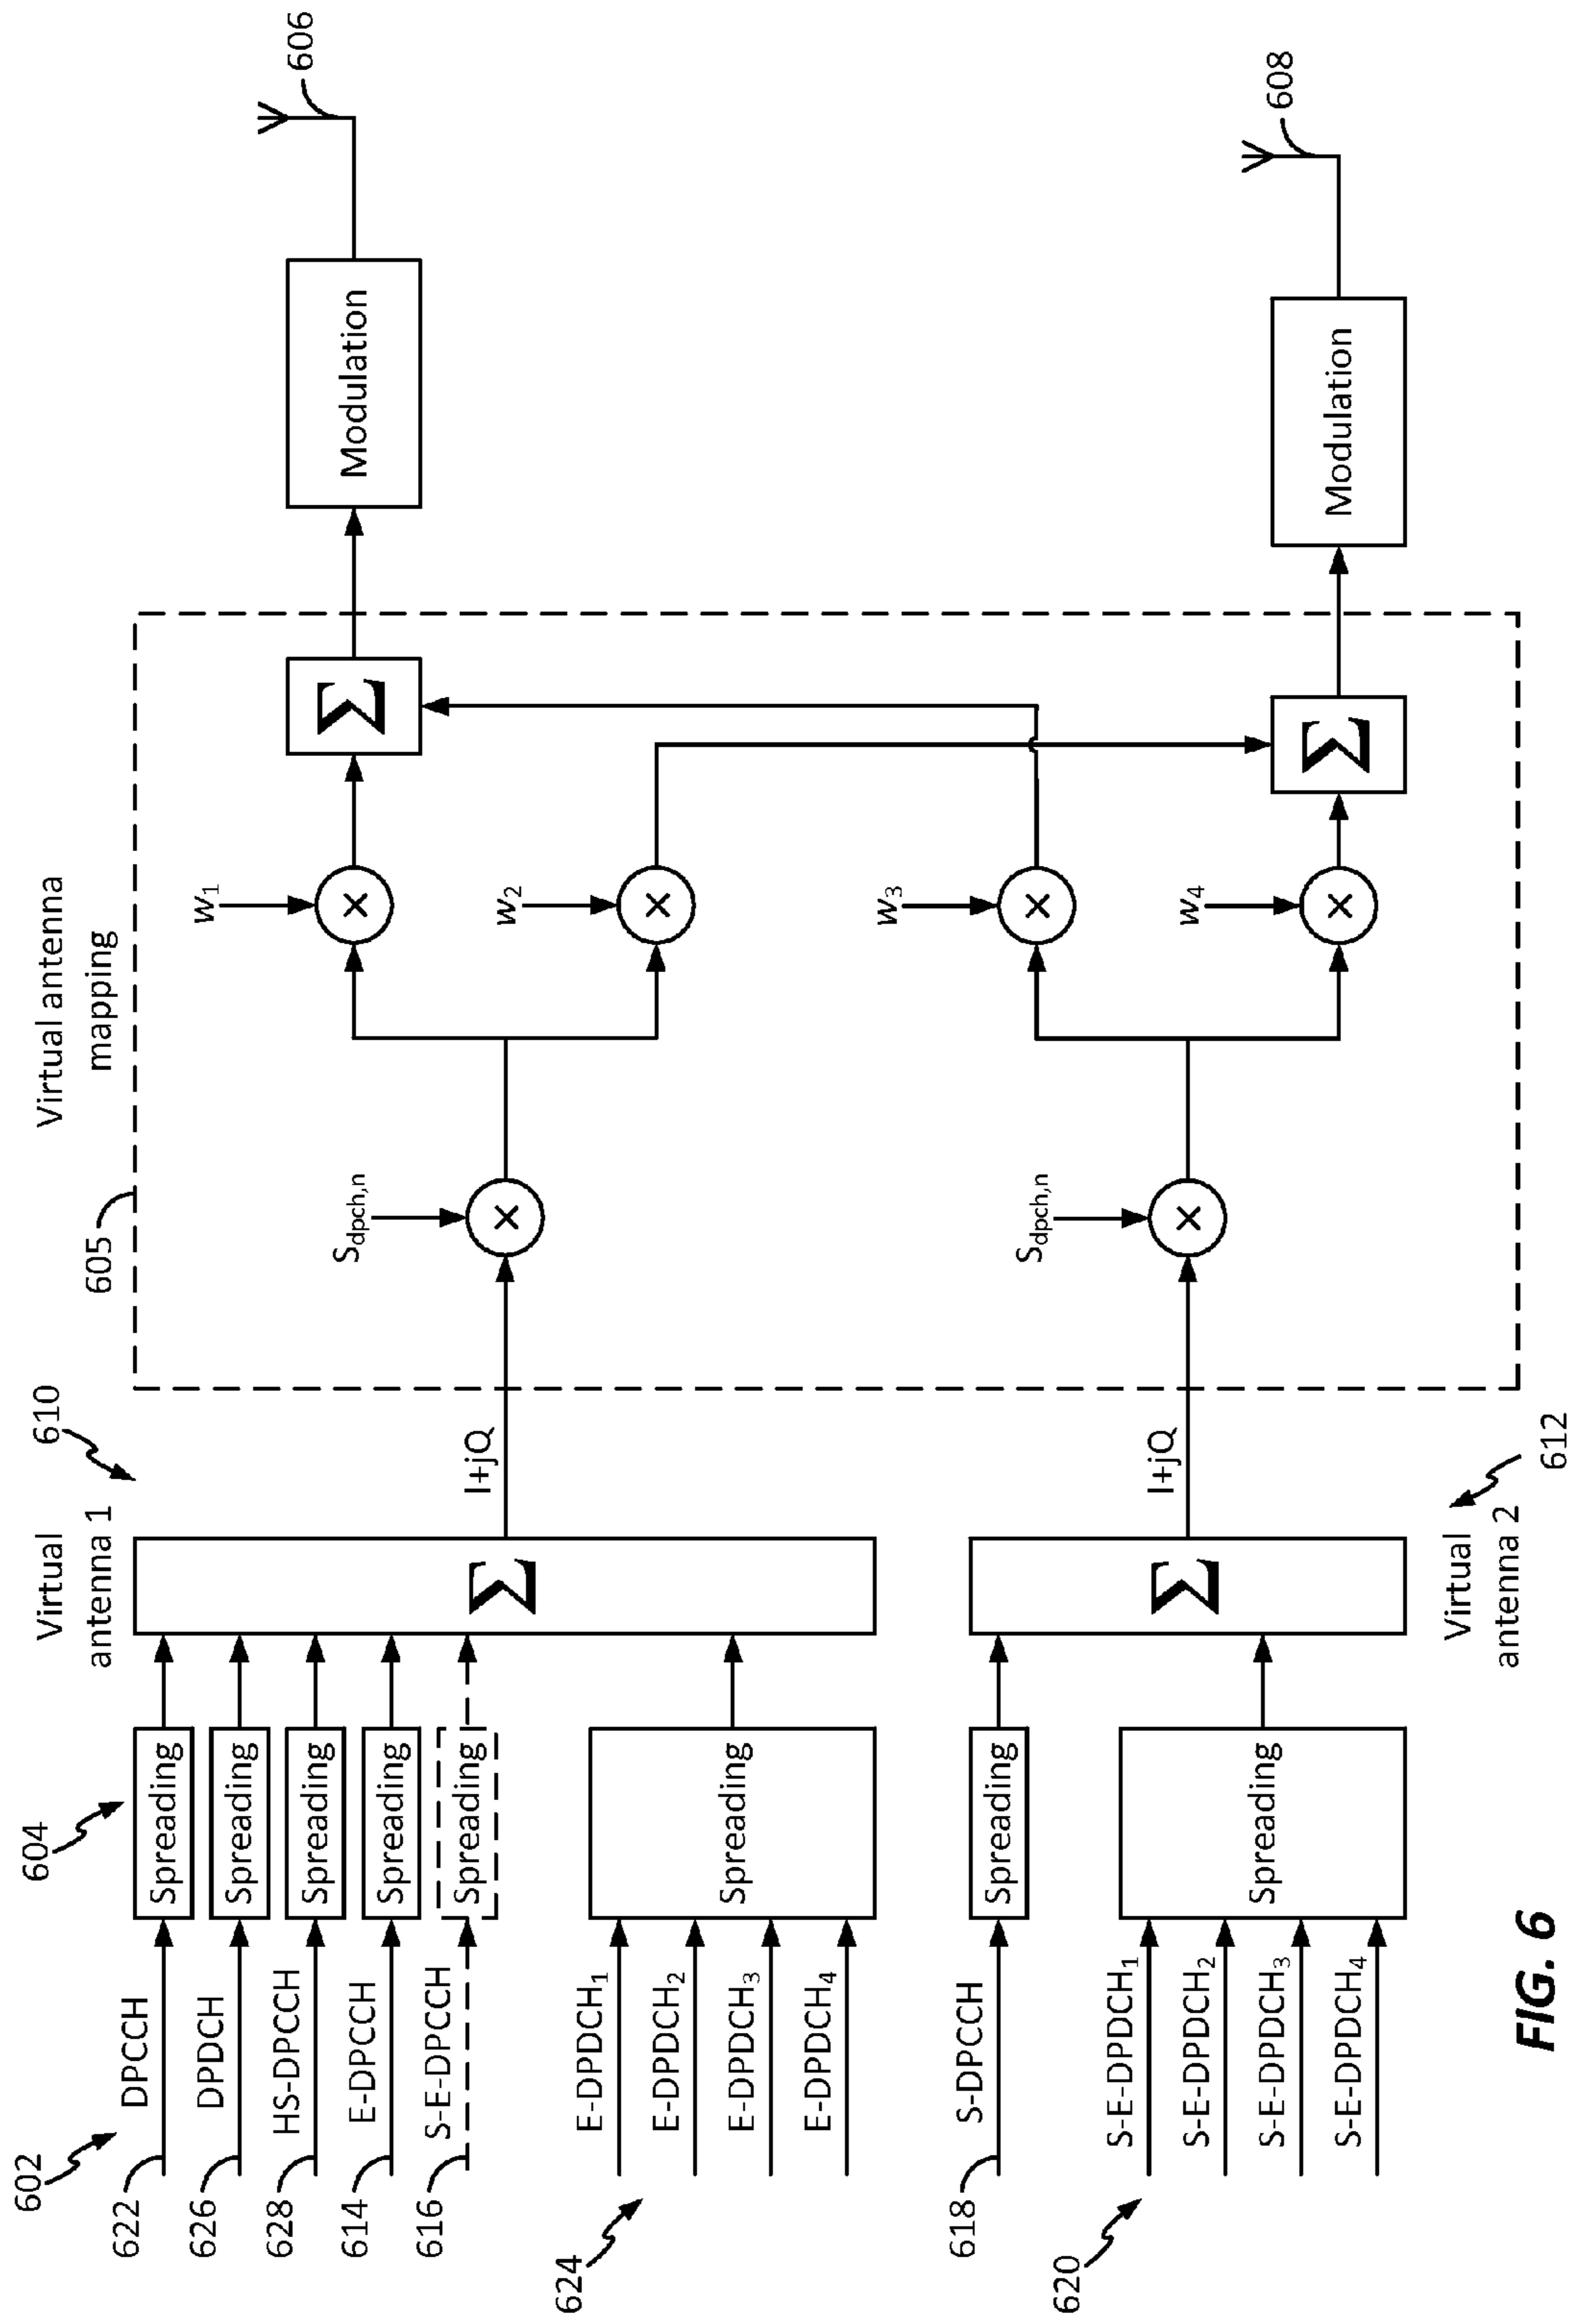 602
604
Virtual
antenna 1
610
605
Virtual antenna
mapping
622
DPCCH
Spreading
626
DPDCH
Spreading
628
HS-DPCCH
Spreading
614
E-DPCCH
Spreading
616
S-E-DPCCH
Spreading
Σ
I+jQ
Sdpch,n
×
w₁
×
w₂
×
Σ
Modulation
606
624
E-DPDCH₁
E-DPDCH₂
E-DPDCH₃
E-DPDCH₄
Spreading
618
S-DPCCH
Spreading
620
S-E-DPDCH₁
S-E-DPDCH₂
S-E-DPDCH₃
S-E-DPDCH₄
Spreading
Σ
I+jQ
Sdpch,n
×
w₃
×
w₄
×
Σ
Modulation
608
Virtual
antenna 2
612
FIG. 6